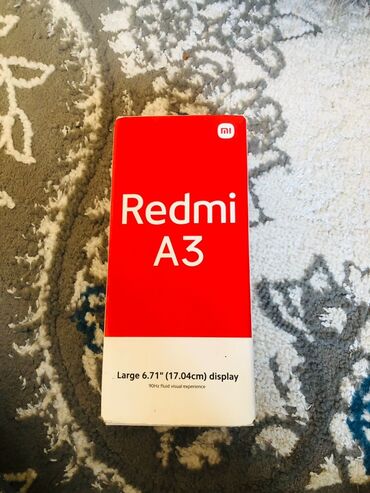 mi
Redmi
A3
Large 6.71" (17.04cm) display
90Hz fluid visual experience